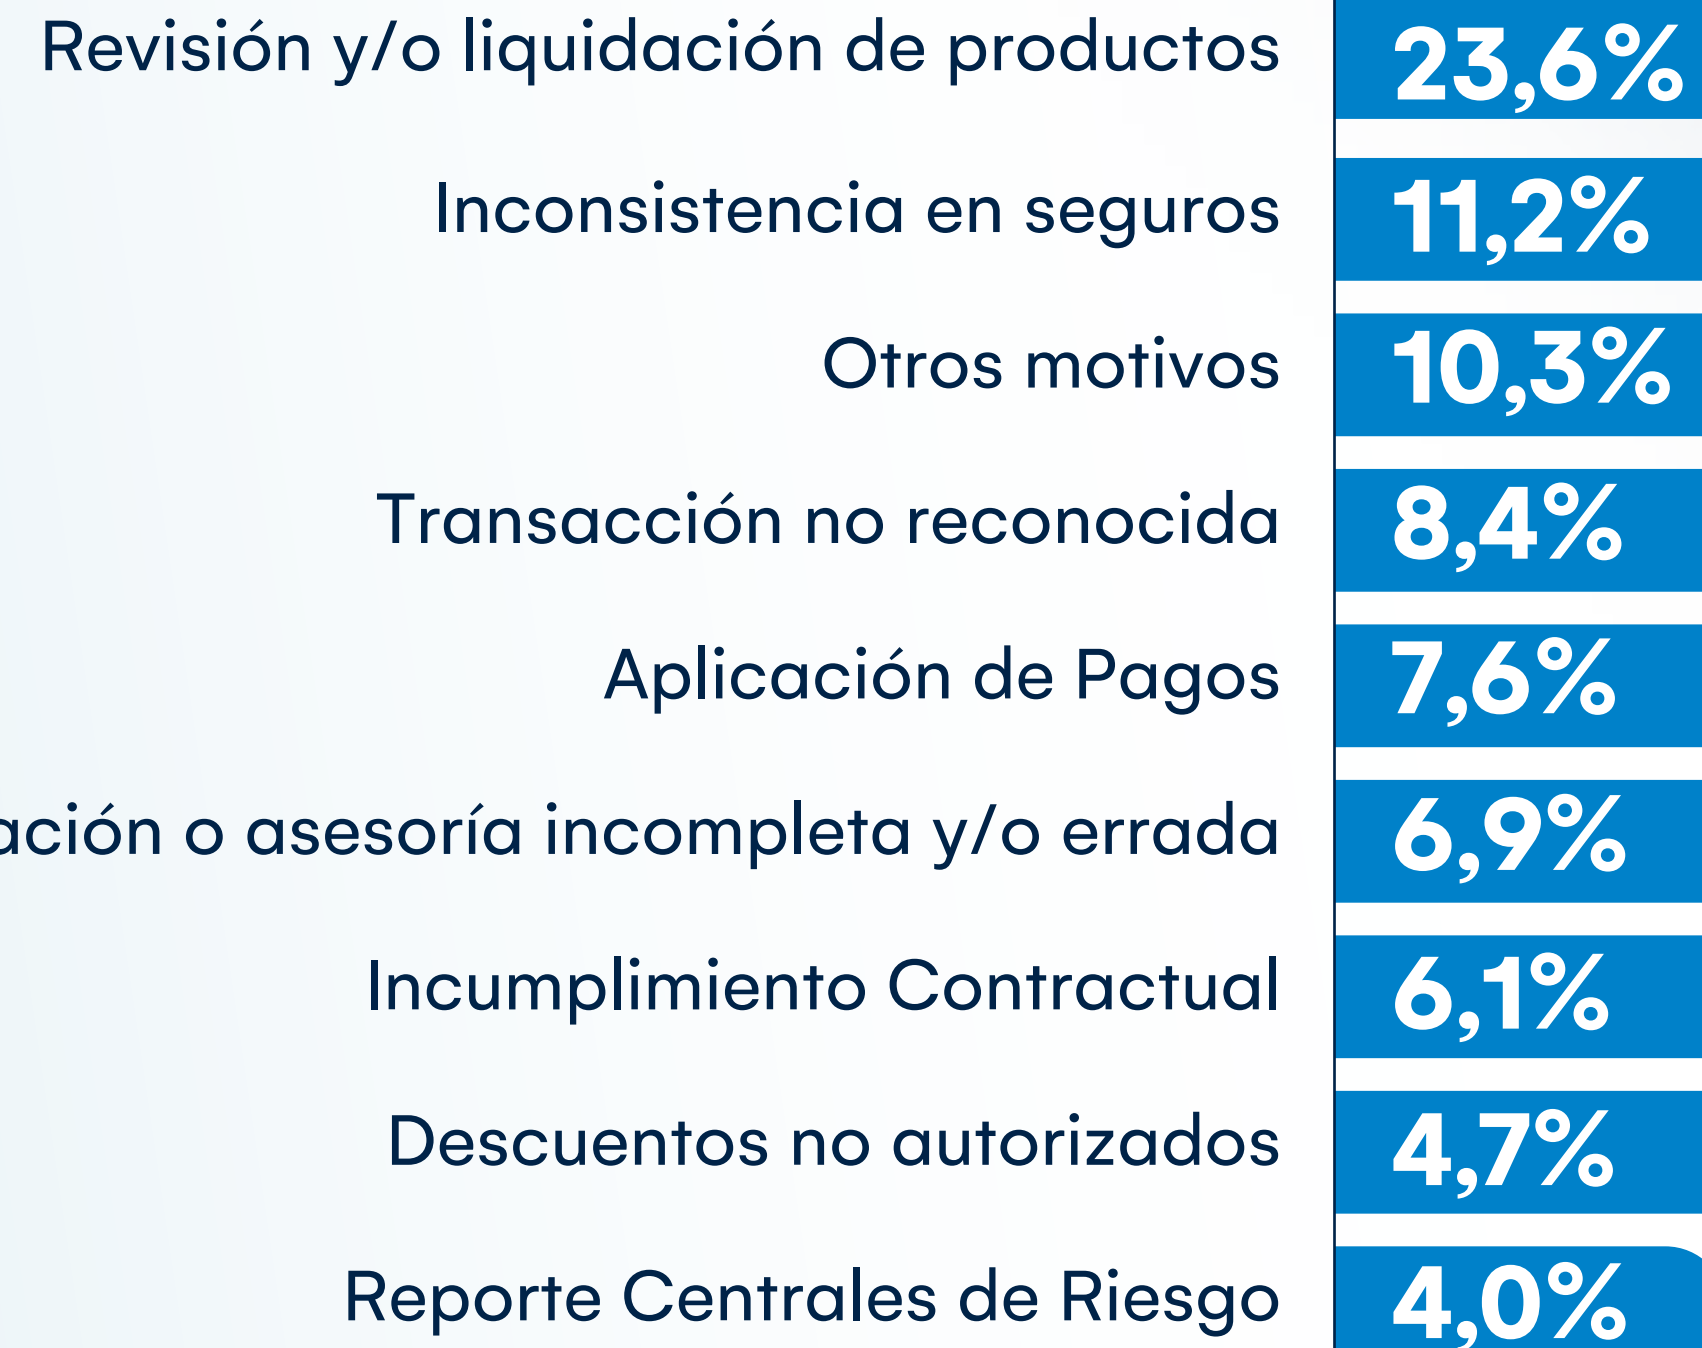 Revisión y/o liquidación de productos 23,6%
Inconsistencia en seguros 11,2%
Otros motivos 10,3%
Transacción no reconocida 8,4%
Aplicación de Pagos 7,6%
o asesoría incompleta y/o errada 6,9%
Incumplimiento Contractual 6,1%
Descuentos no autorizados 4,7%
Reporte Centrales de Riesgo 4,0%